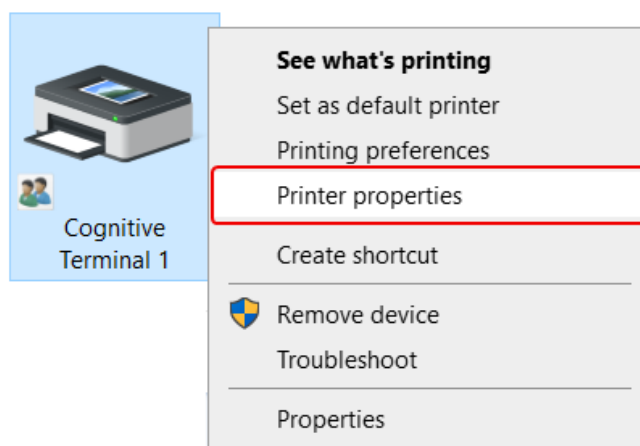 See what's printing
Set as default printer
Printing preferences
Printer properties
Cognitive
Terminal 1
Create shortcut
Remove device
Troubleshoot
Properties